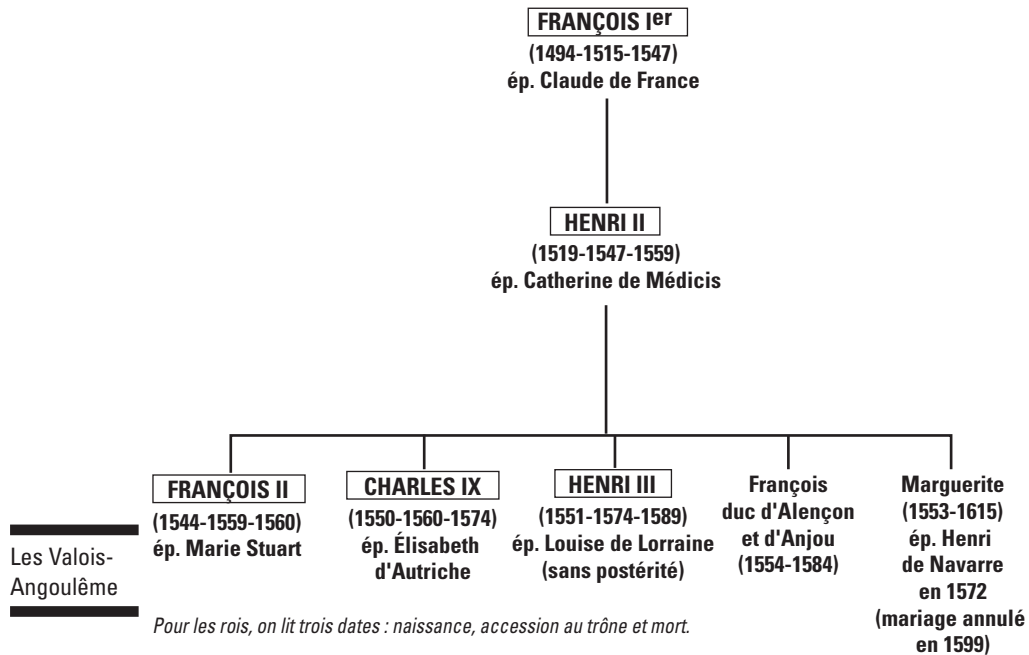 FRANÇOIS Ier
(1494-1515-1547)
ép. Claude de France
HENRI II
(1519-1547-1559)
ép. Catherine de Médicis
FRANÇOIS II
(1544-1559-1560)
ép. Marie Stuart
CHARLES IX
(1550-1560-1574)
ép. Élisabeth
d'Autriche
HENRI III
(1551-1574-1589)
ép. Louise de Lorraine
(sans postérité)
François
duc d'Alençon
et d'Anjou
(1554-1584)
Marguerite
(1553-1615)
ép. Henri
de Navarre
en 1572
(mariage annulé
en 1599)
Les Valois-
Angoulême
Pour les rois, on lit trois dates : naissance, accession au trône et mort.